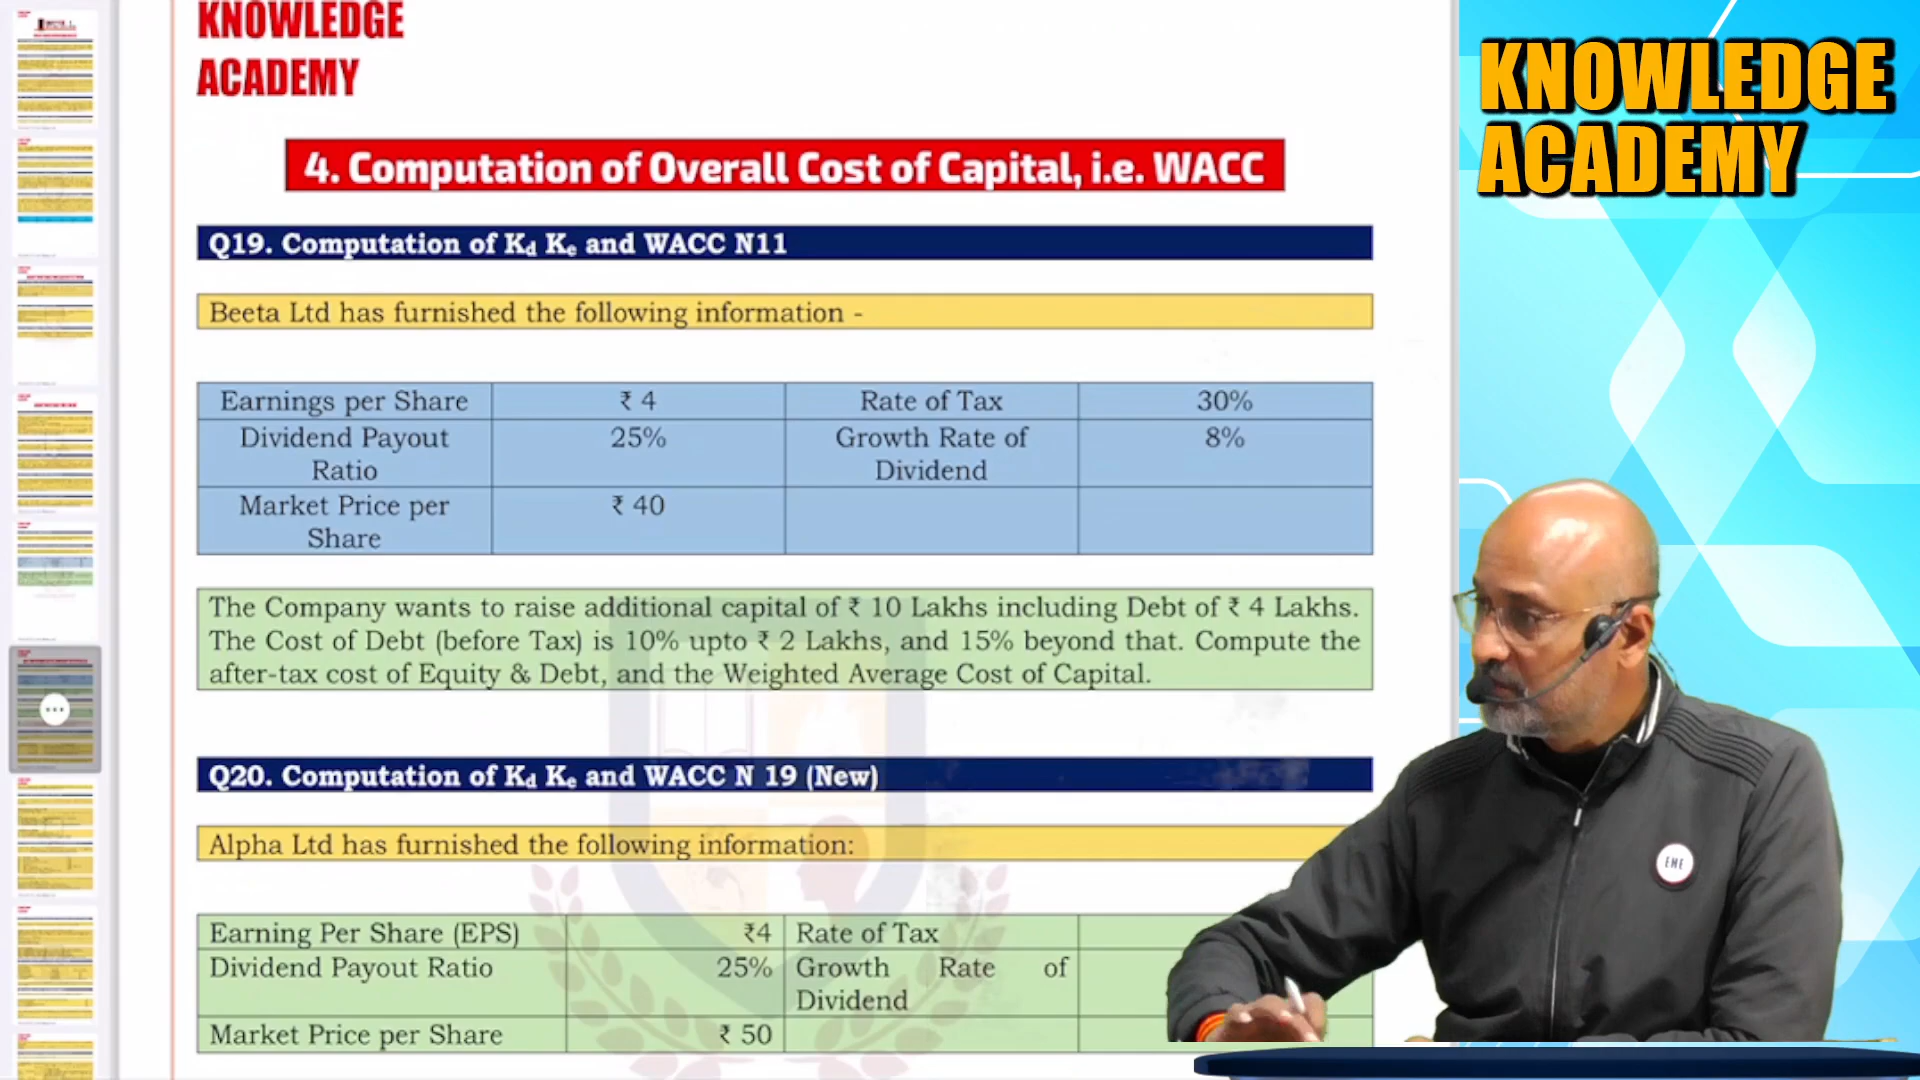 KNOWLEDGE
ACADEMY
KNOWLEDGE
ACADEMY
4. Computation of Overall Cost of Capital, i.e. WACC
Q19. Computation of Kd Ke and WACC N11
Beeta Ltd has furnished the following information -
Earnings per Share ₹ 4 Rate of Tax 30%
Dividend Payout Ratio 25% Growth Rate of Dividend 8%
Market Price per Share ₹ 40
The Company wants to raise additional capital of ₹ 10 Lakhs including Debt of ₹ 4 Lakhs.
The Cost of Debt (before Tax) is 10% upto ₹ 2 Lakhs, and 15% beyond that. Compute the
after-tax cost of Equity & Debt, and the Weighted Average Cost of Capital.
Q20. Computation of Kd Ke and WACC N 19 (New)
Alpha Ltd has furnished the following information:
Earning Per Share (EPS) ₹4 Rate of Tax
Dividend Payout Ratio 25% Growth Rate of Dividend
Market Price per Share ₹ 50